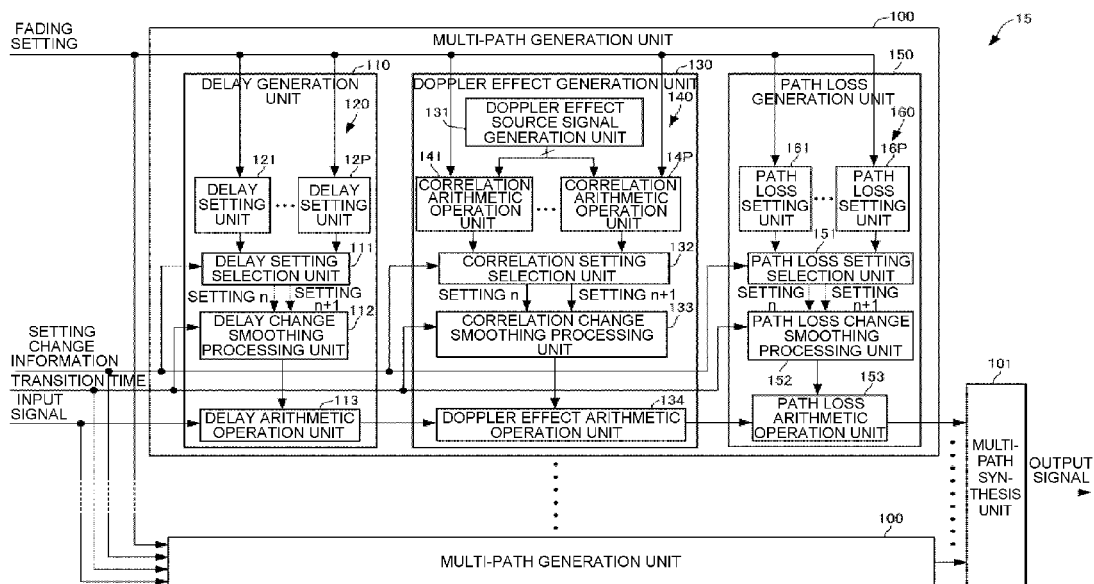 FADING SETTING
100
15
MULTI-PATH GENERATION UNIT
110
DELAY GENERATION UNIT
120
121
DELAY SETTING UNIT
...
12P
DELAY SETTING UNIT
111
DELAY SETTING SELECTION UNIT
SETTING n
SETTING n+1
112
DELAY CHANGE SMOOTHING PROCESSING UNIT
113
DELAY ARITHMETIC OPERATION UNIT
130
DOPPLER EFFECT GENERATION UNIT
131
DOPPLER EFFECT SOURCE SIGNAL GENERATION UNIT
140
141
CORRELATION ARITHMETIC OPERATION UNIT
...
14P
CORRELATION ARITHMETIC OPERATION UNIT
132
CORRELATION SETTING SELECTION UNIT
SETTING n
SETTING n+1
133
CORRELATION CHANGE SMOOTHING PROCESSING UNIT
134
DOPPLER EFFECT ARITHMETIC OPERATION UNIT
150
PATH LOSS GENERATION UNIT
160
161
PATH LOSS SETTING UNIT
...
16P
PATH LOSS SETTING UNIT
151
PATH LOSS SETTING SELECTION UNIT
SETTING n
SETTING n+1
PATH LOSS CHANGE SMOOTHING PROCESSING UNIT
152
153
PATH LOSS ARITHMETIC OPERATION UNIT
SETTING CHANGE INFORMATION
TRANSITION TIME
INPUT SIGNAL
101
MULTI-PATH SYN-THESIS UNIT
OUTPUT SIGNAL
100
MULTI-PATH GENERATION UNIT